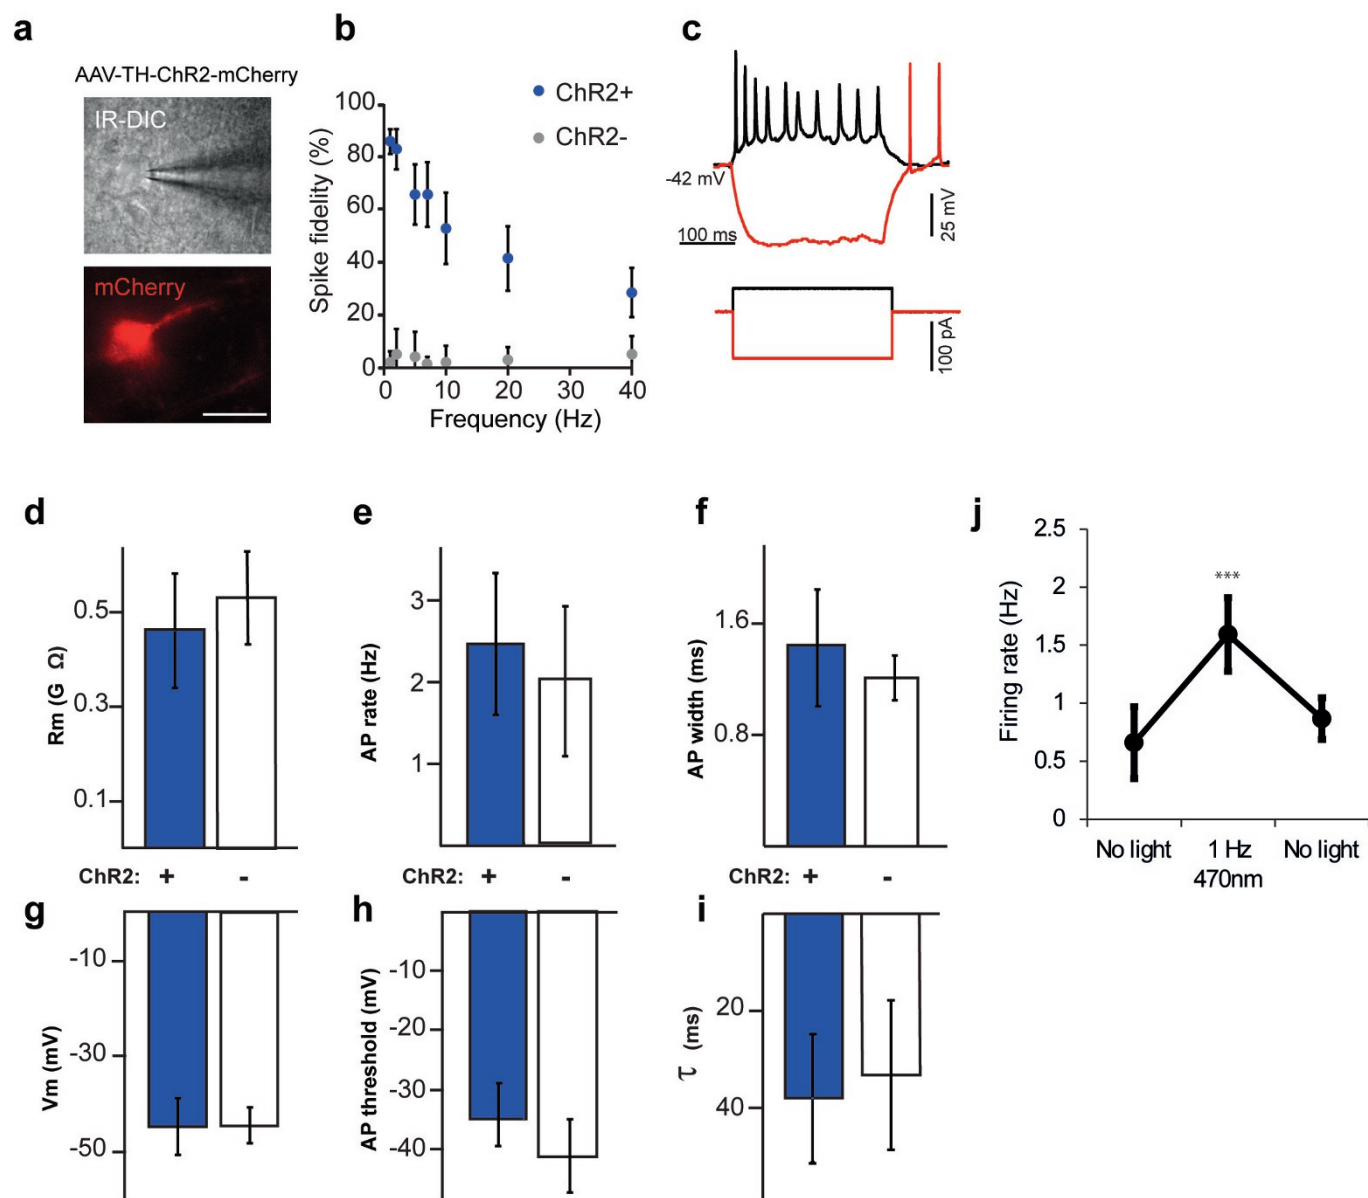 a
AAV-TH-ChR2-mCherry
IR-DIC
mCherry
b
100
80
60
40
20
0
Spike fidelity (%)
ChR2+
ChR2-
0 10 20 30 40
Frequency (Hz)
c
-42 mV
100 ms
25 mV
100 pA
d
0.5
0.3
0.1
Rm (G Ω)
ChR2: + -
e
3
2
1
AP rate (Hz)
f
1.6
0.8
AP width (ms)
ChR2: + -
g
-10
-30
-50
Vm (mV)
h
-10
-20
-30
-40
AP threshold (mV)
i
20
40
τ (ms)
j
2.5
2
1.5
1
0.5
0
Firing rate (Hz)
***
No light 1 Hz No light
470nm